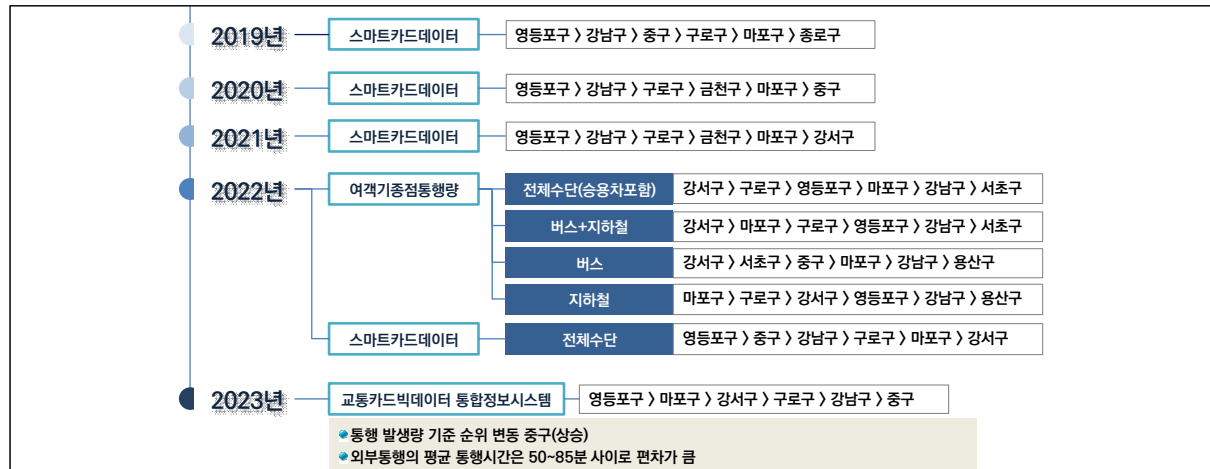 2019년 스마트카드데이터 영등포구 > 강남구 > 중구 > 구로구 > 마포구 > 종로구
2020년 스마트카드데이터 영등포구 > 강남구 > 구로구 > 금천구 > 마포구 > 중구
2021년 스마트카드데이터 영등포구 > 강남구 > 구로구 > 금천구 > 마포구 > 강서구
2022년 여객기종점통행량 전체수단(승용차포함) 강서구 > 구로구 > 영등포구 > 마포구 > 강남구 > 서초구
버스+지하철 강서구 > 마포구 > 구로구 > 영등포구 > 강남구 > 서초구
버스 강서구 > 서초구 > 중구 > 마포구 > 강남구 > 용산구
지하철 마포구 > 구로구 > 강서구 > 영등포구 > 강남구 > 용산구
스마트카드데이터 전체수단 영등포구 > 중구 > 강남구 > 구로구 > 마포구 > 강서구
2023년 교통카드빅데이터 통합정보시스템 영등포구 > 마포구 > 강서구 > 구로구 > 강남구 > 중구
통행 발생량 기준 순위 변동 중구(상승)
외부통행의 평균 통행시간은 50~85분 사이로 편차가 큼